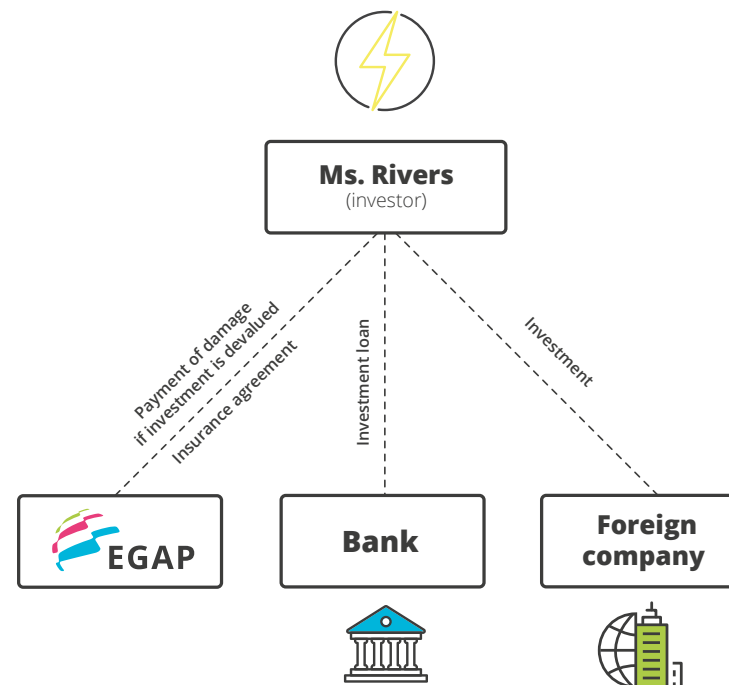 Ms. Rivers
(investor)
Payment of damage
if investment is devalued
Insurance agreement
Investment loan
Investment
EGAP
Bank
Foreign
company